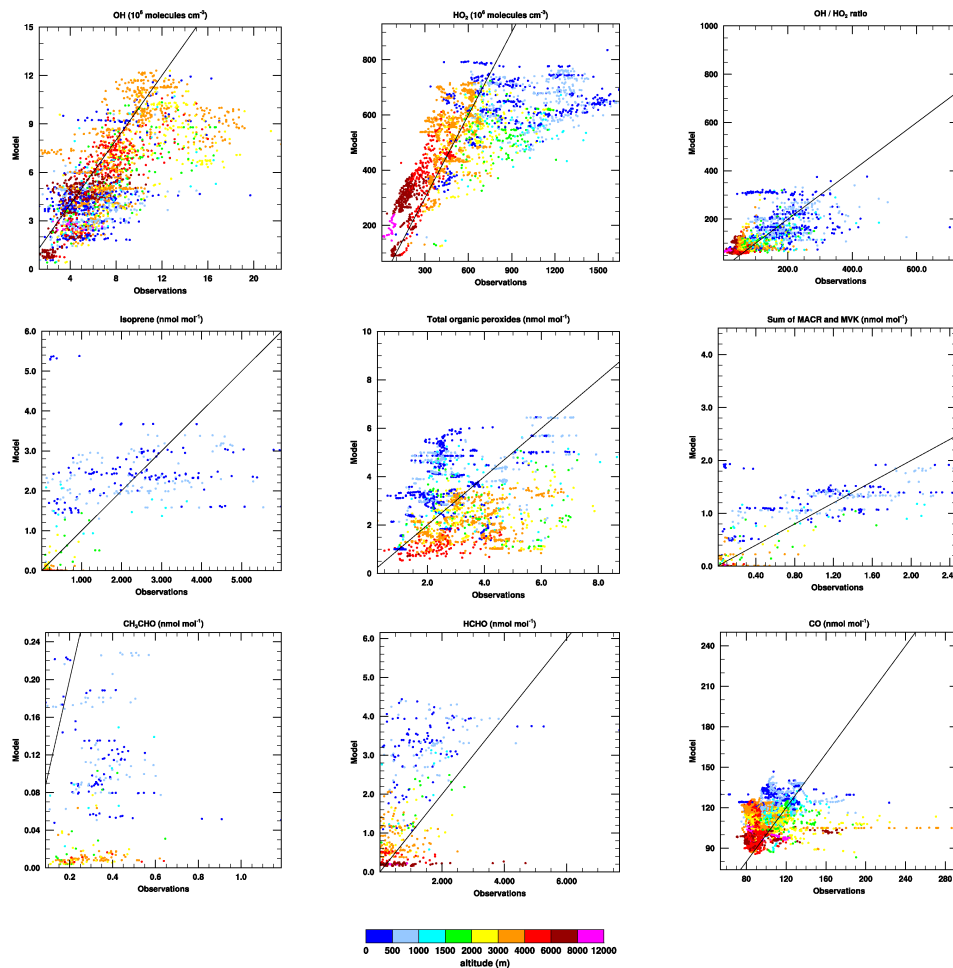 OH (10⁶ molecules cm⁻³)
15
12
9
6
3
0
Model
4 8 12 16 20
Observations
HO₂ (10⁶ molecules cm⁻³)
800
600
400
200
Model
300 600 900 1200 1500
Observations
OH / HO₂ ratio
1000
800
600
400
200
Model
200.0 400.0 600.0
Observations
Isoprene (nmol mol⁻¹)
6.0
5.0
4.0
3.0
2.0
1.0
0.0
Model
1.000 2.000 3.000 4.000 5.000
Observations
Total organic peroxides (nmol mol⁻¹)
10
8
6
4
2
0
Model
2.0 4.0 6.0 8.0
Observations
Sum of MACR and MVK (nmol mol⁻¹)
4.0
3.0
2.0
1.0
0.0
Model
0.40 0.80 1.20 1.60 2.00 2.4
Observations
CH₃CHO (nmol mol⁻¹)
0.24
0.20
0.16
0.12
0.08
0.04
0.00
Model
0.2 0.4 0.6 0.8 1.0
Observations
HCHO (nmol mol⁻¹)
6.0
5.0
4.0
3.0
2.0
1.0
0.0
Model
2.000 4.000 6.000
Observations
CO (nmol mol⁻¹)
240
210
180
150
120
90
Model
80 120 160 200 240 280
Observations
0 500 1000 1500 2000 3000 4000 6000 8000 12000
altitude (m)